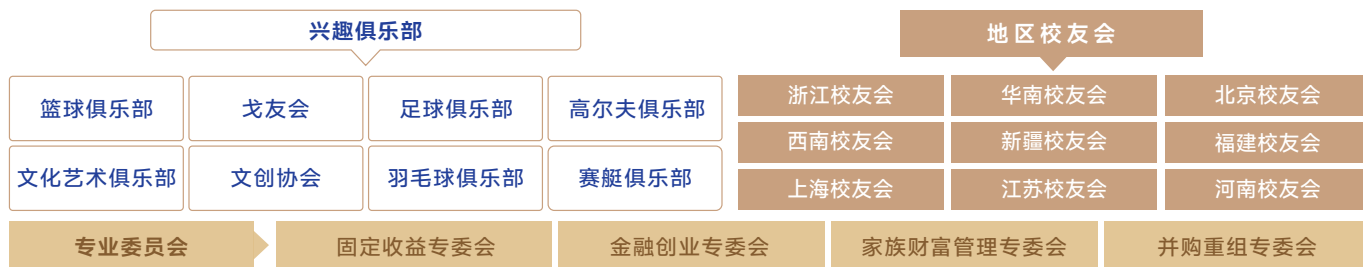 兴趣俱乐部
篮球俱乐部 戈友会 足球俱乐部 高尔夫俱乐部
文化艺术俱乐部 文创协会 羽毛球俱乐部 赛艇俱乐部
地区校友会
浙江校友会 华南校友会 北京校友会
西南校友会 新疆校友会 福建校友会
上海校友会 江苏校友会 河南校友会
专业委员会 固定收益专委会 金融创业专委会 家族财富管理专委会 并购重组专委会